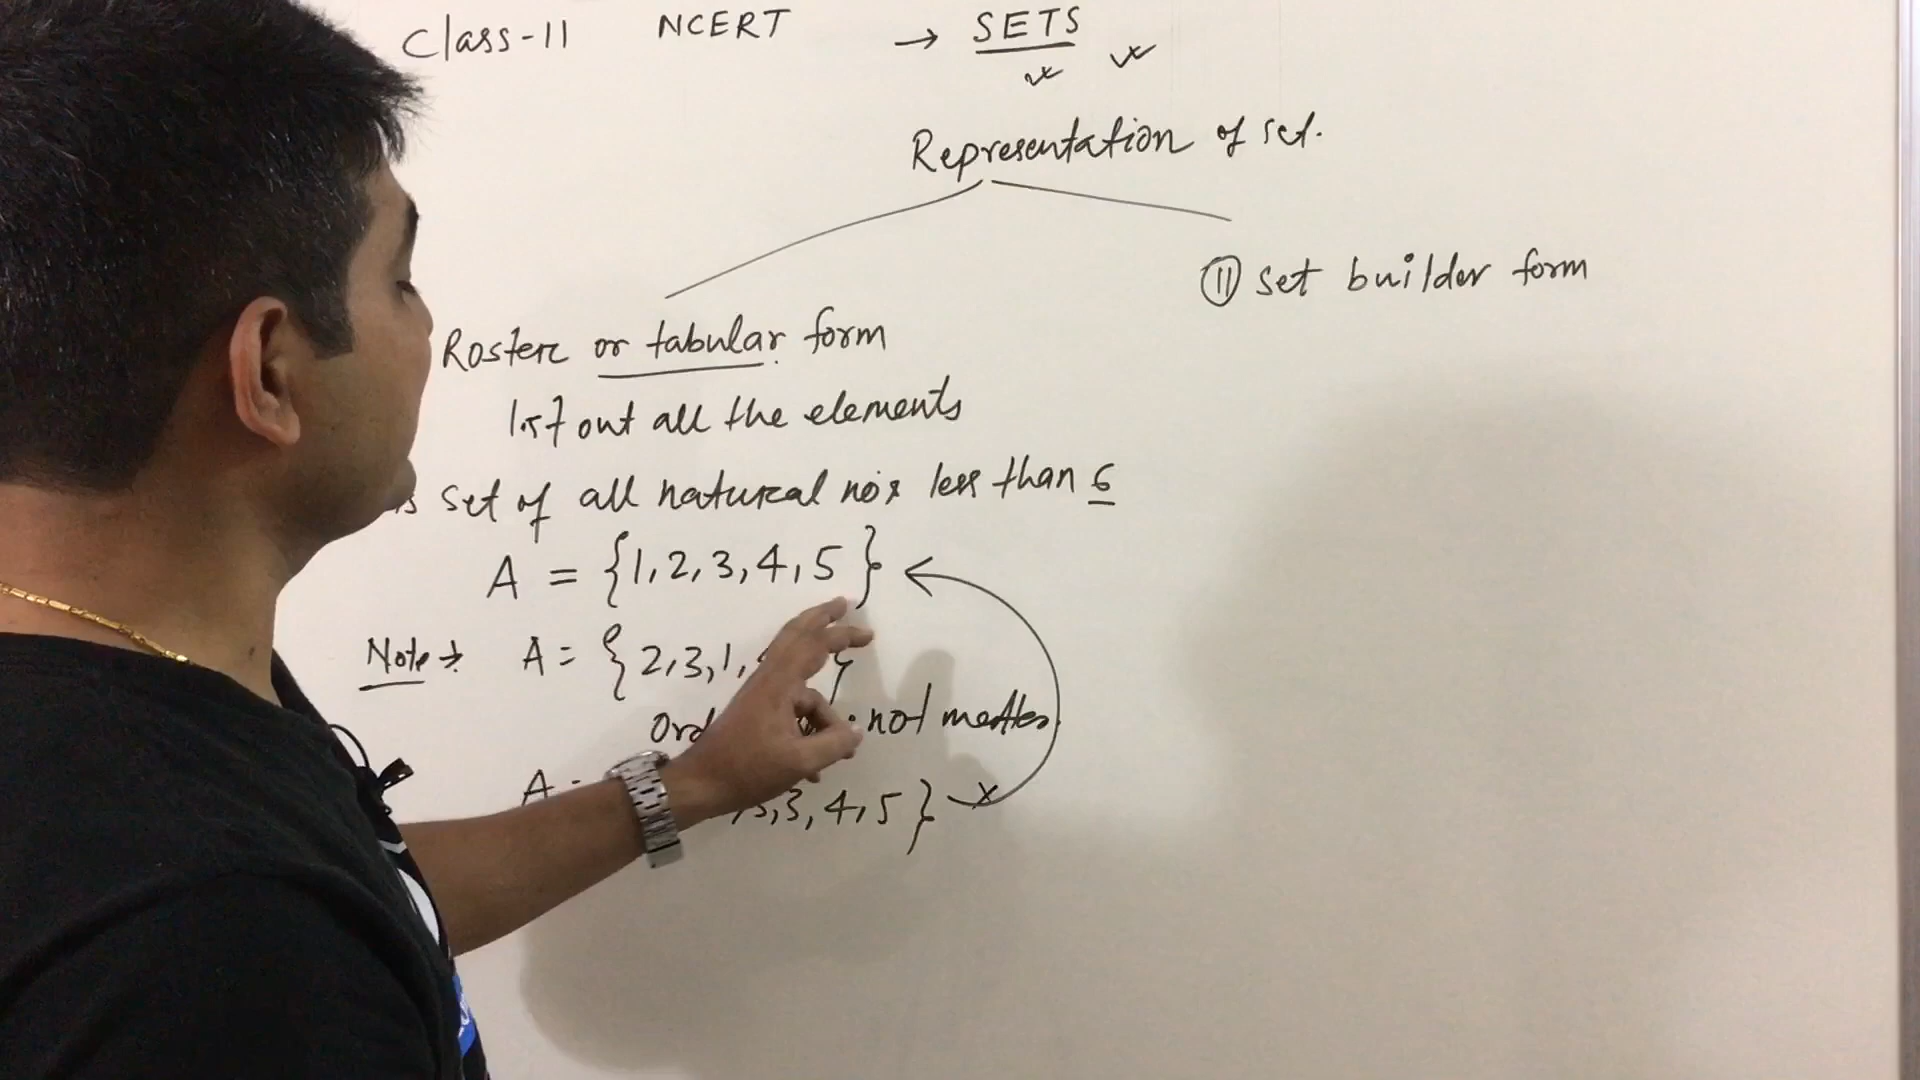 Class-11 NCERT → SETS
Representation of set.
Roster or tabular form
(11) set builder form
list out all the elements
is set of all natural no's less than 6
A = {1,2,3,4,5}
Note → A = {2,3,1, }
not matter
A = 3,3,4,5} x